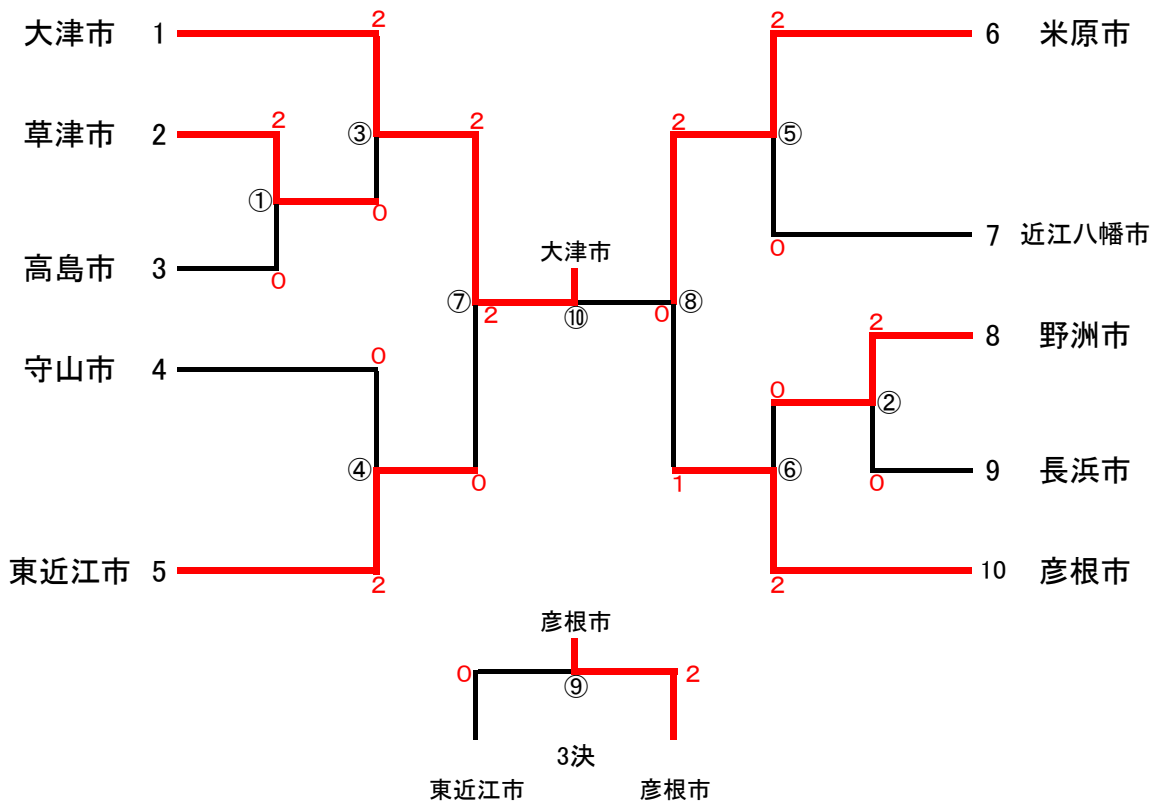 大津市 1
2
2
6 米原市
草津市 2
2
③
2
2
⑤
①
0
高島市 3
0
0
7 近江八幡市
大津市
⑦
2
⑩
0
⑧
守山市 4
0
2
8 野洲市
0
②
④
0
1
⑥
0
9 長浜市
東近江市 5
2
2
10 彦根市
彦根市
0
⑨
2
3決
東近江市
彦根市